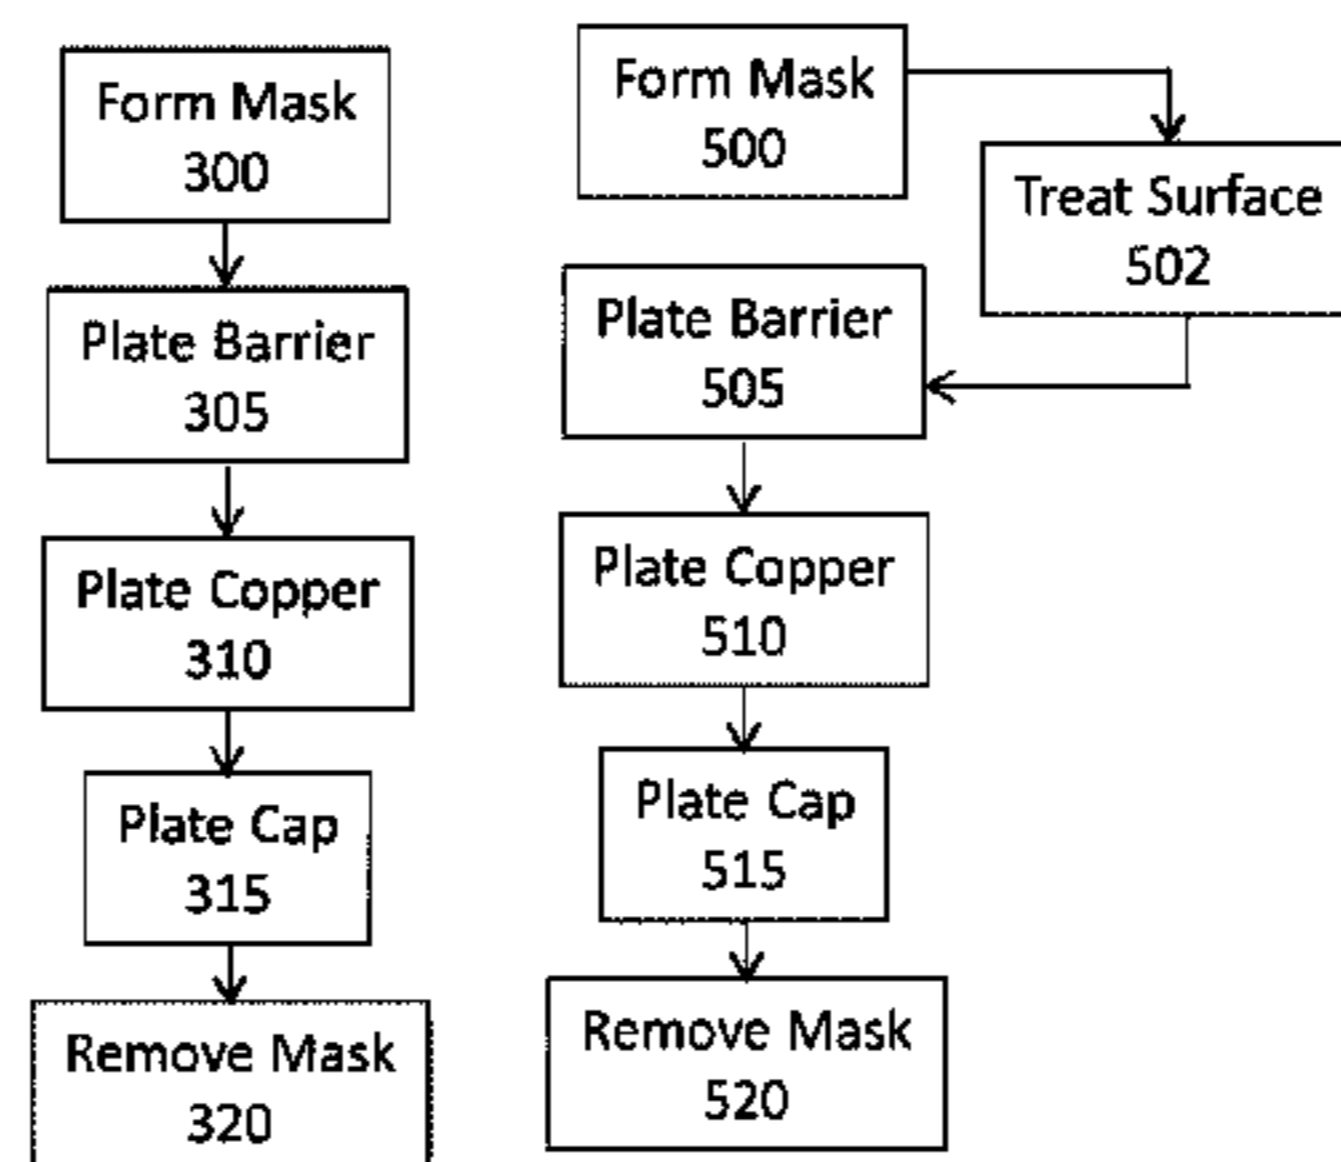 Form Mask
300
Plate Barrier
305
Plate Copper
310
Plate Cap
315
Remove Mask
320
Form Mask
500
Treat Surface
502
Plate Barrier
505
Plate Copper
510
Plate Cap
515
Remove Mask
520